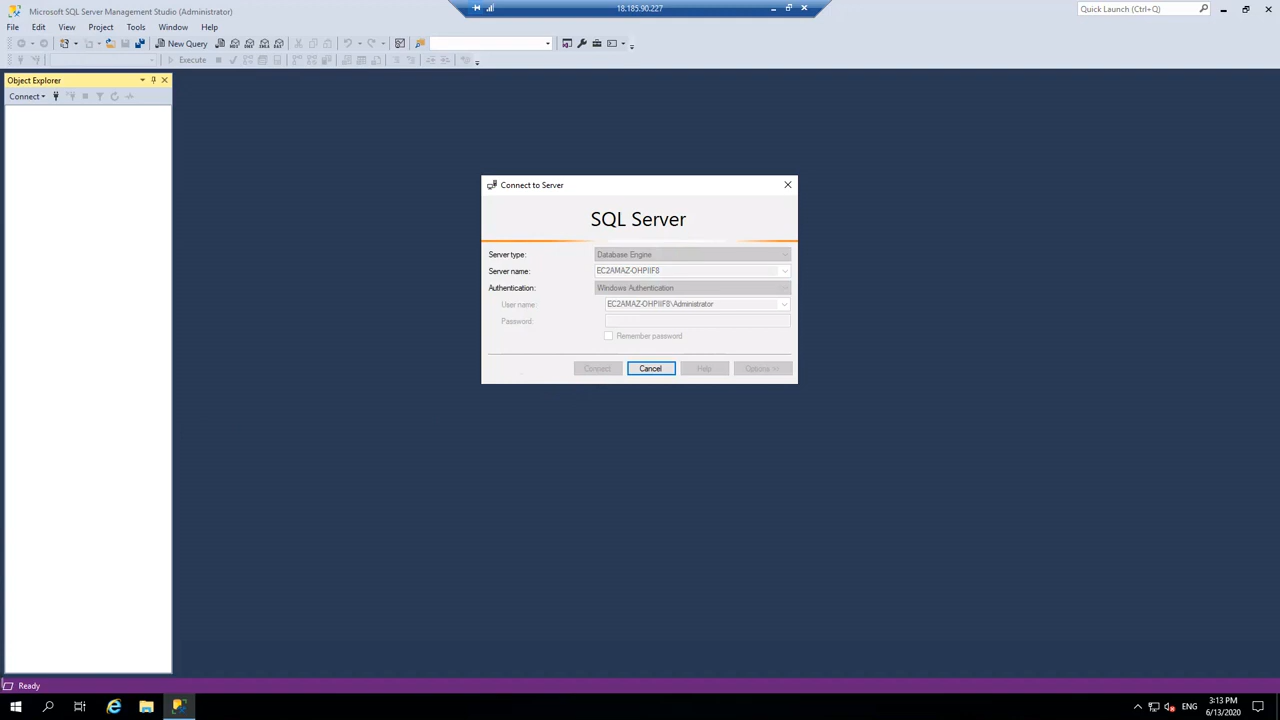 Microsoft SQL Server Management Studio (Administrator)
18.185.90.227
Quick Launch (Ctrl+Q)
File Edit View Project Tools Window Help
New Query
Execute
Object Explorer
Connect
Connect to Server
SQL Server
Server type: Database Engine
Server name: EC2AMAZ-OHPIIF8
Authentication: Windows Authentication
User name: EC2AMAZ-OHPIIF8\Administrator
Password:
Remember password
Connect Cancel Help Options >>
Ready
ENG
3:13 PM
6/13/2020